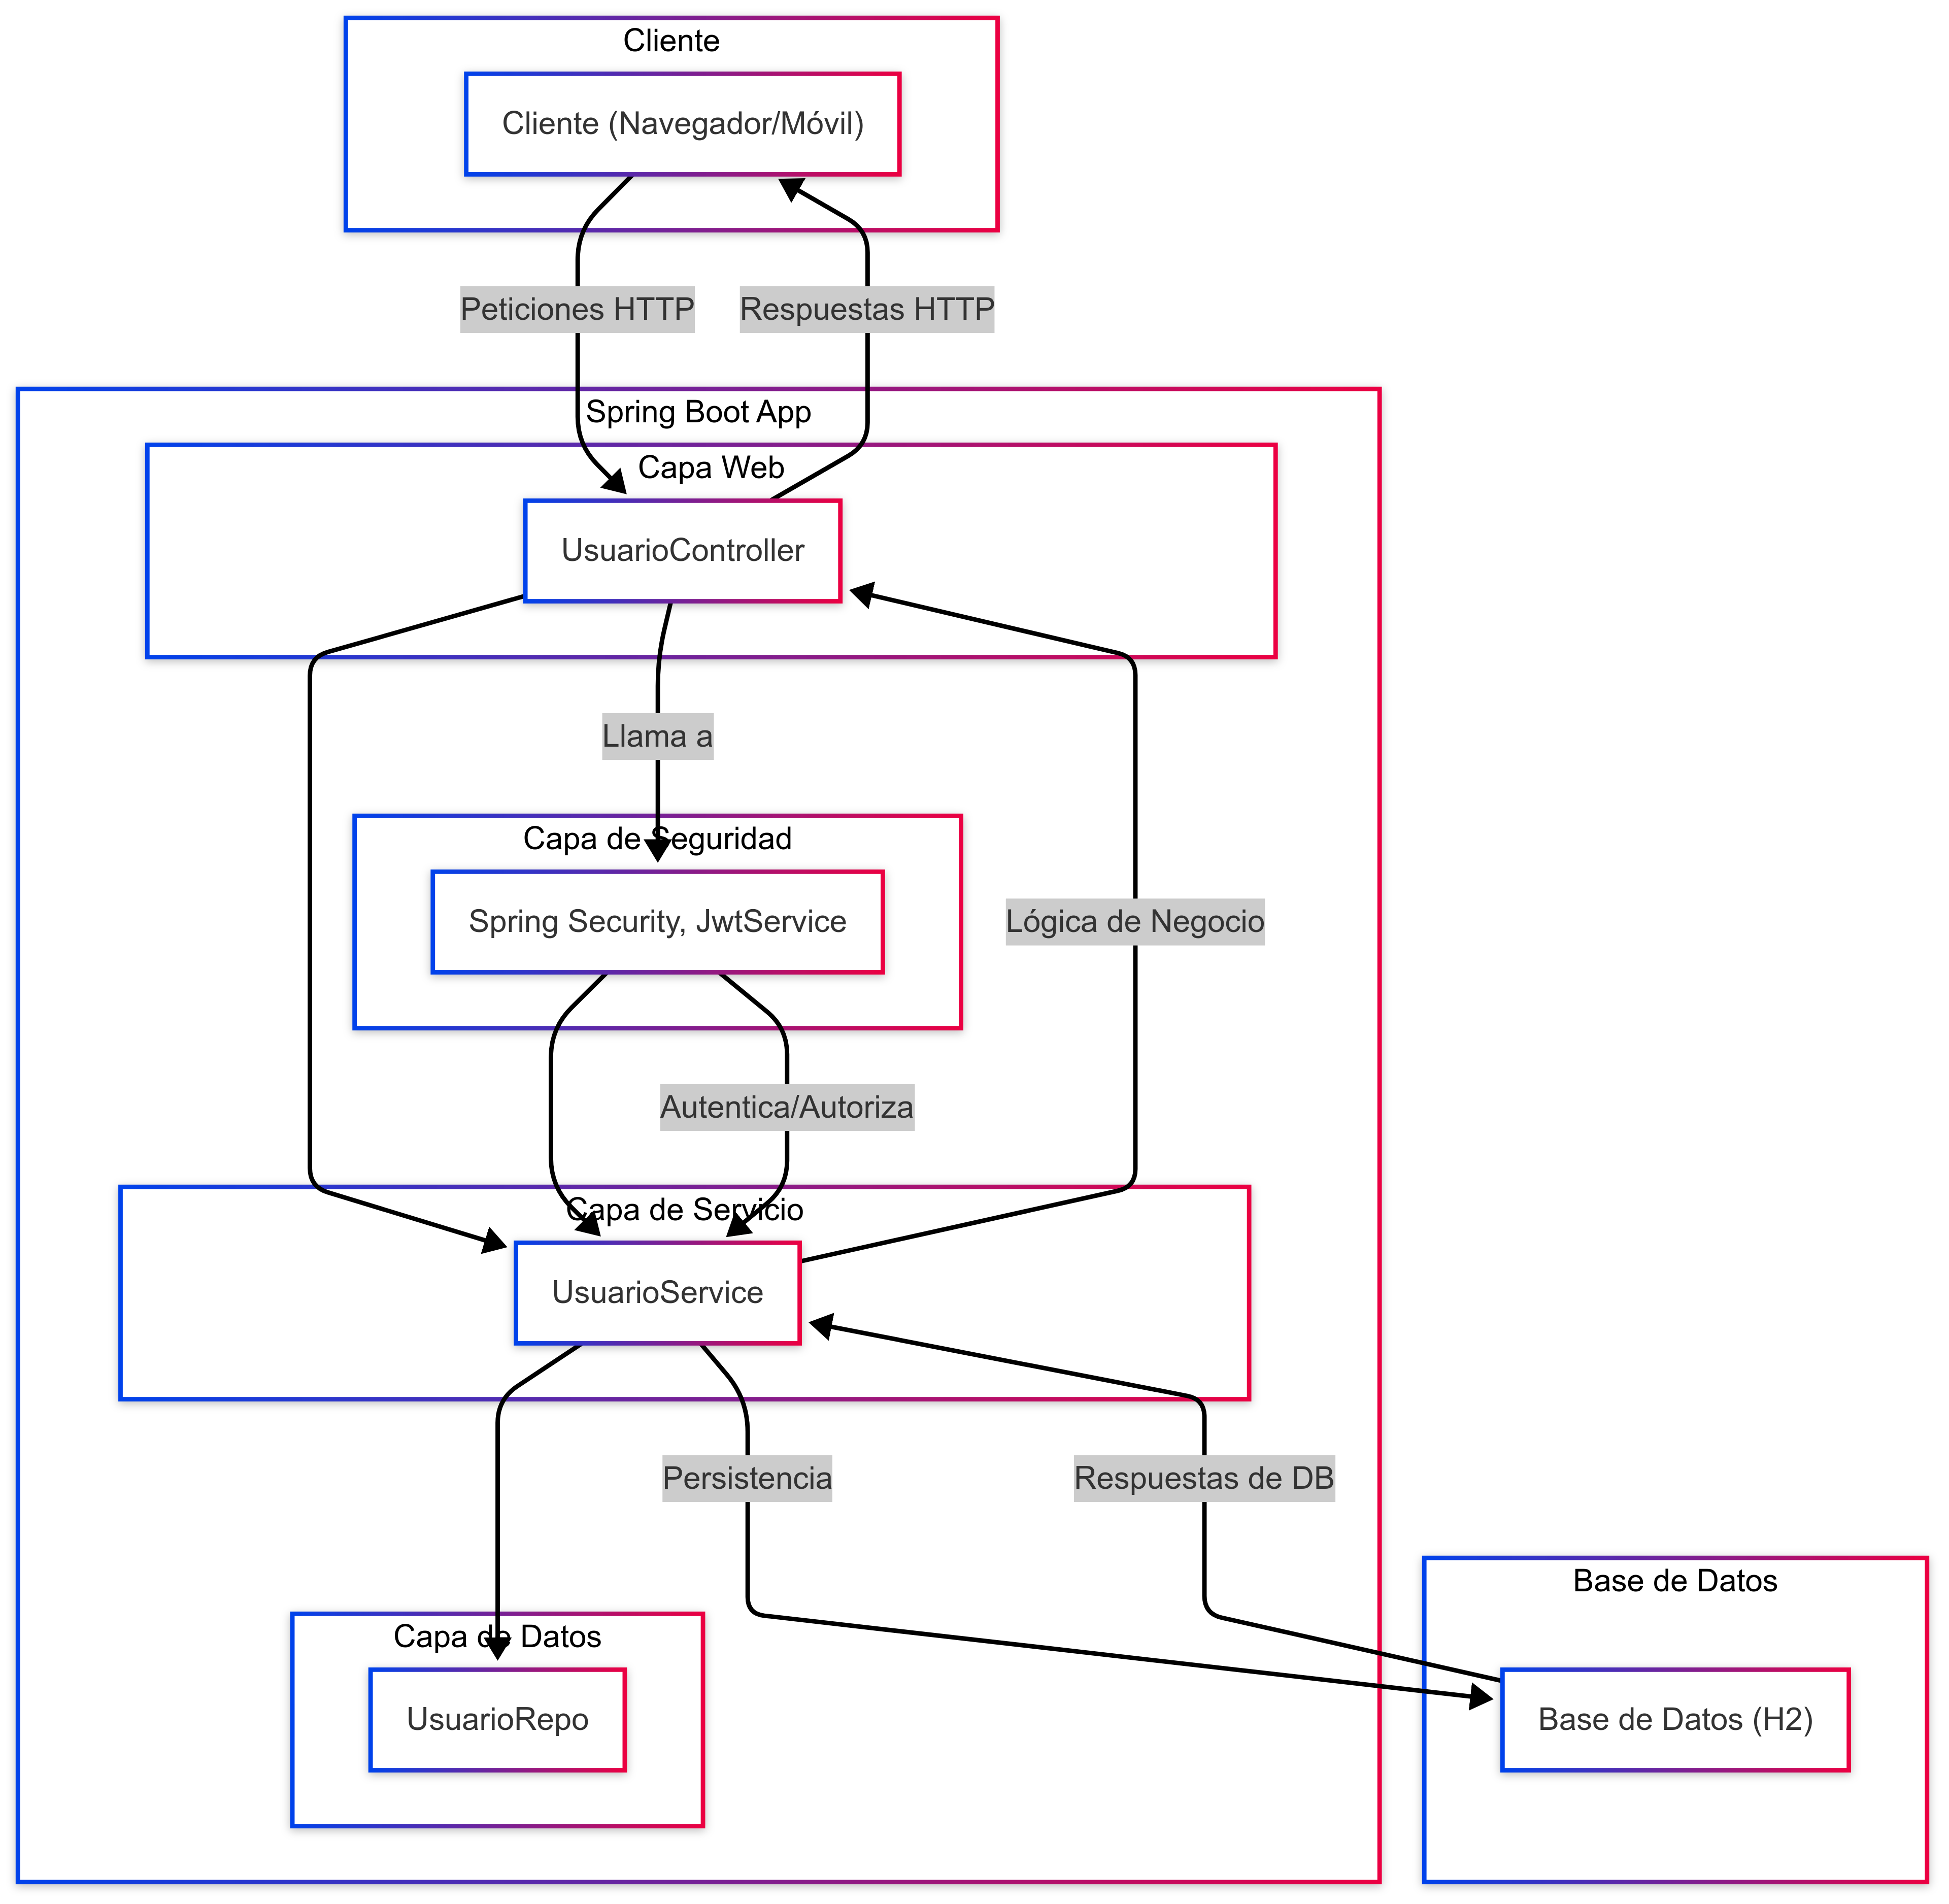 Cliente
Cliente (Navegador/Móvil)
Peticiones HTTP
Respuestas HTTP
Spring Boot App
Capa Web
UsuarioController
Llama a
Capa de Seguridad
Spring Security, JwtService
Lógica de Negocio
Autentica/Autoriza
Capa de Servicio
UsuarioService
Persistencia
Respuestas de DB
Base de Datos
Capa de Datos
UsuarioRepo
Base de Datos (H2)